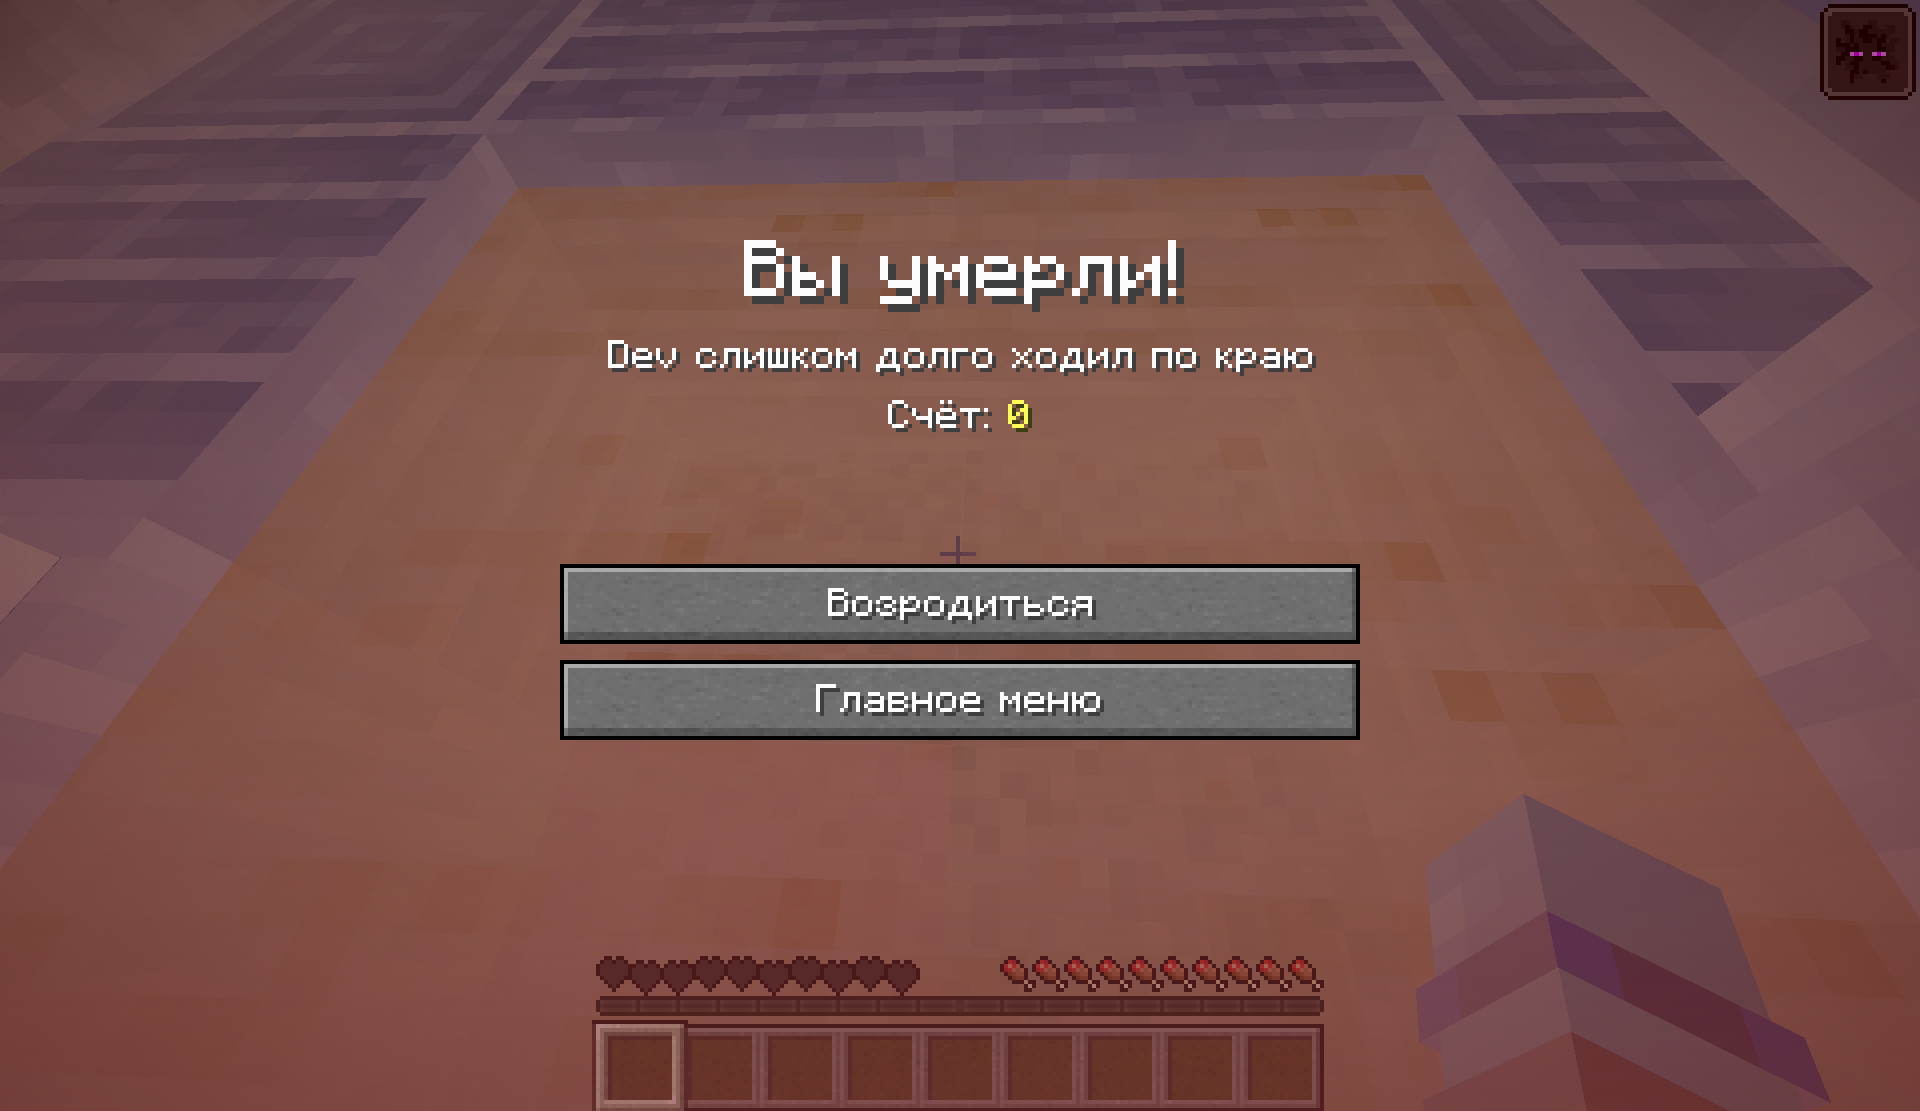 Вы умерли!
Dev слишком долго ходил по краю
Счёт: 0
Возродиться
Главное меню